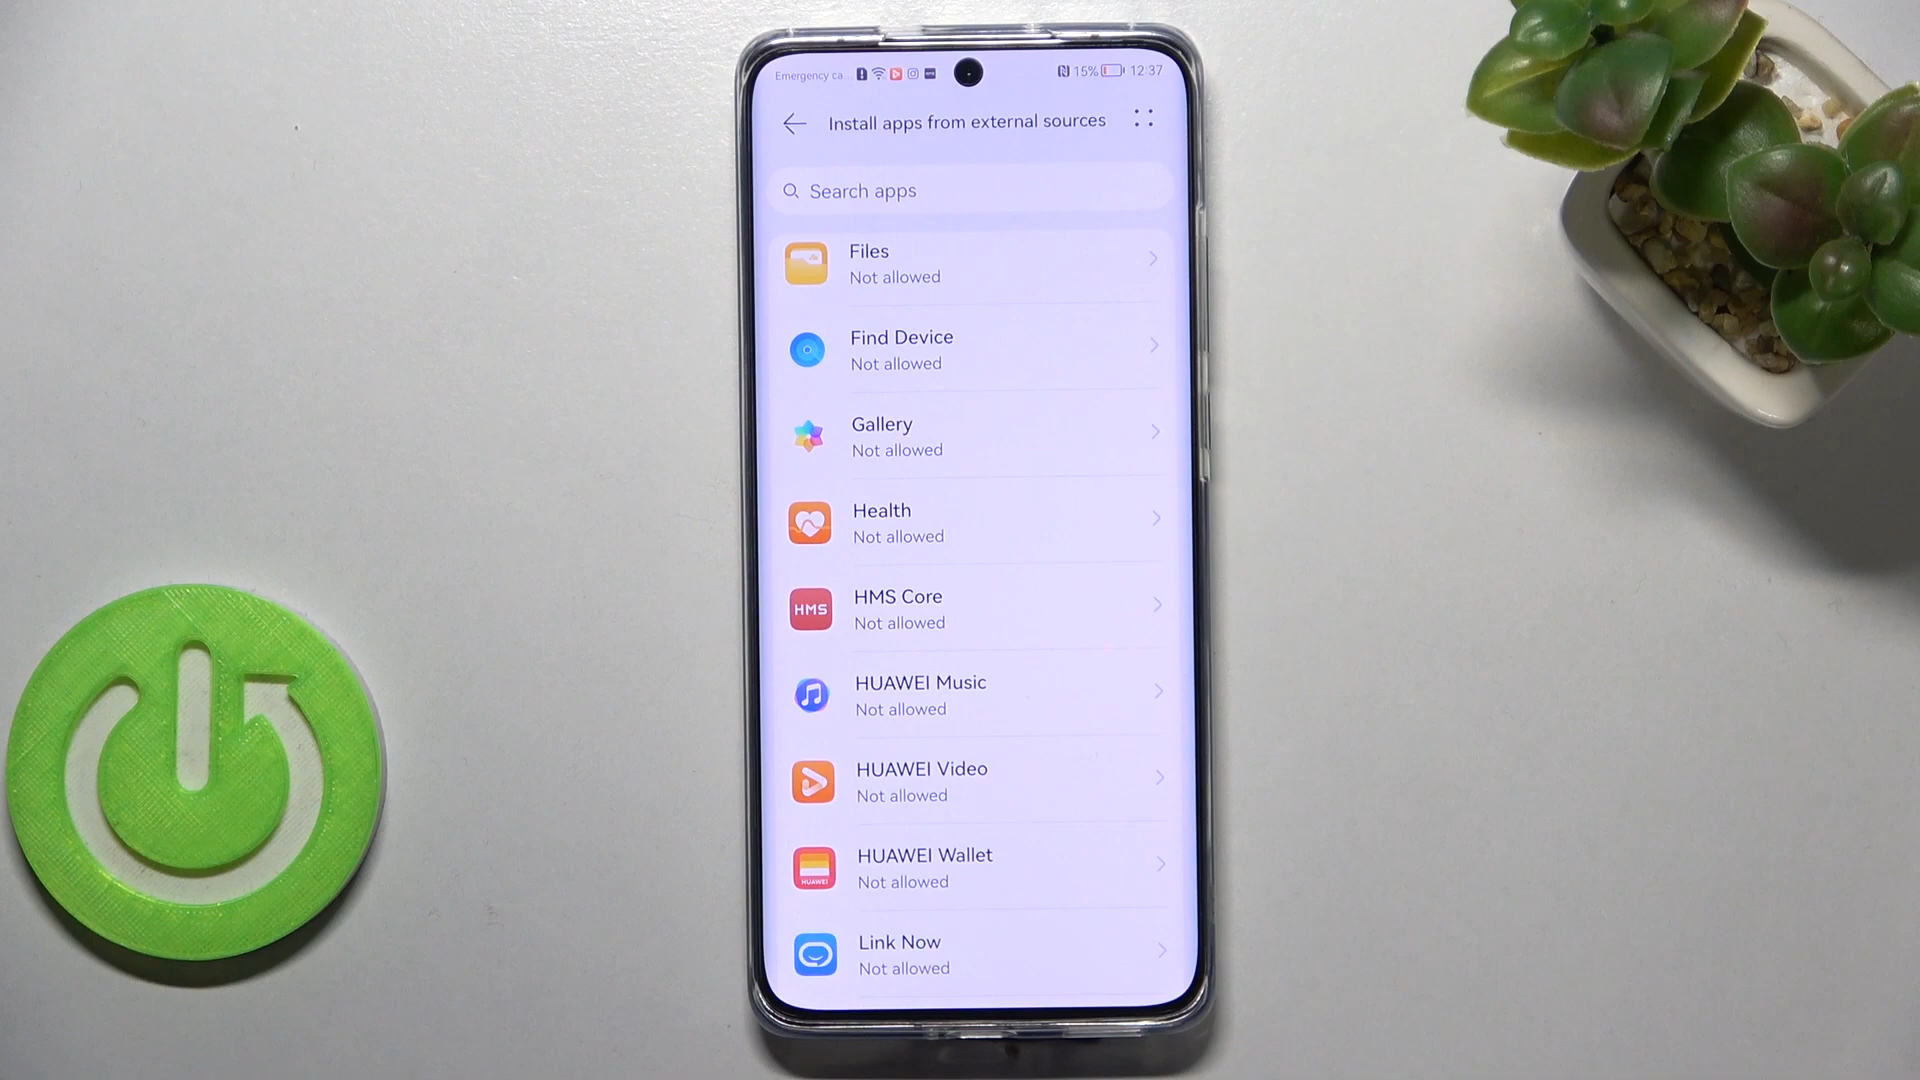 Emergency ca... 15% 12:37
Install apps from external sources
Search apps
Files
Not allowed
Find Device
Not allowed
Gallery
Not allowed
Health
Not allowed
HMS
HMS Core
Not allowed
HUAWEI Music
Not allowed
HUAWEI Video
Not allowed
HUAWEI
HUAWEI Wallet
Not allowed
Link Now
Not allowed